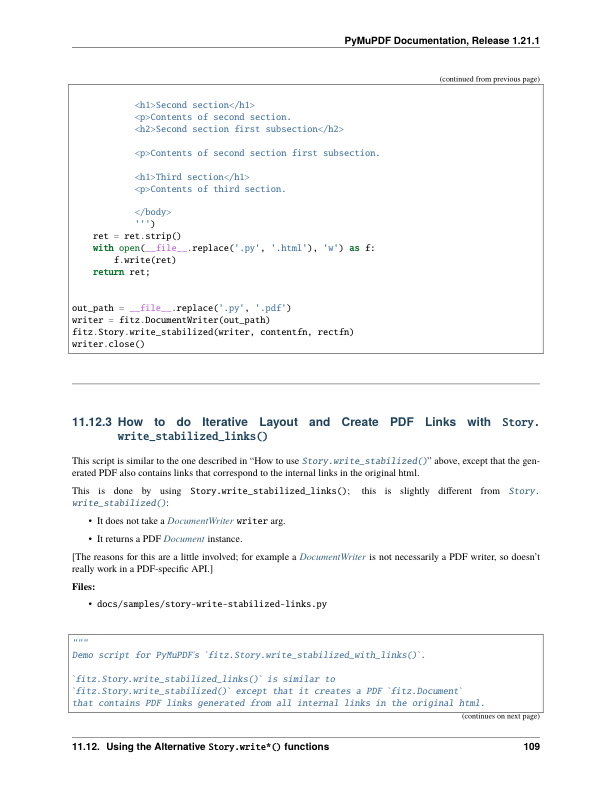 PyMuPDF Documentation, Release 1.21.1
(continued from previous page)
<h1>Second section</h1>
<p>Contents of second section.
<h2>Second section first subsection</h2>
<p>Contents of second section first subsection.
<h1>Third section</h1>
<p>Contents of third section.
</body>
''')
ret = ret.strip()
with open(__file__.replace('.py', '.html'), 'w') as f:
f.write(ret)
return ret;
out_path = __file__.replace('.py', '.pdf')
writer = fitz.DocumentWriter(out_path)
fitz.Story.write_stabilized(writer, contentfn, rectfn)
writer.close()
11.12.3 How to do Iterative Layout and Create PDF Links with Story.
write_stabilized_links()
This script is similar to the one described in “How to use Story.write_stabilized()” above, except that the gen-
erated PDF also contains links that correspond to the internal links in the original html.
This is done by using Story.write_stabilized_links(); this is slightly different from Story.
write_stabilized():
• It does not take a DocumentWriter writer arg.
• It returns a PDF Document instance.
[The reasons for this are a little involved; for example a DocumentWriter is not necessarily a PDF writer, so doesn’t
really work in a PDF-specific API.]
Files:
• docs/samples/story-write-stabilized-links.py
"""
Demo script for PyMuPDF's `fitz.Story.write_stabilized_with_links()`.
`fitz.Story.write_stabilized_links()` is similar to
`fitz.Story.write_stabilized()` except that it creates a PDF `fitz.Document`
that contains PDF links generated from all internal links in the original html.
(continues on next page)
11.12. Using the Alternative Story.write*() functions 109